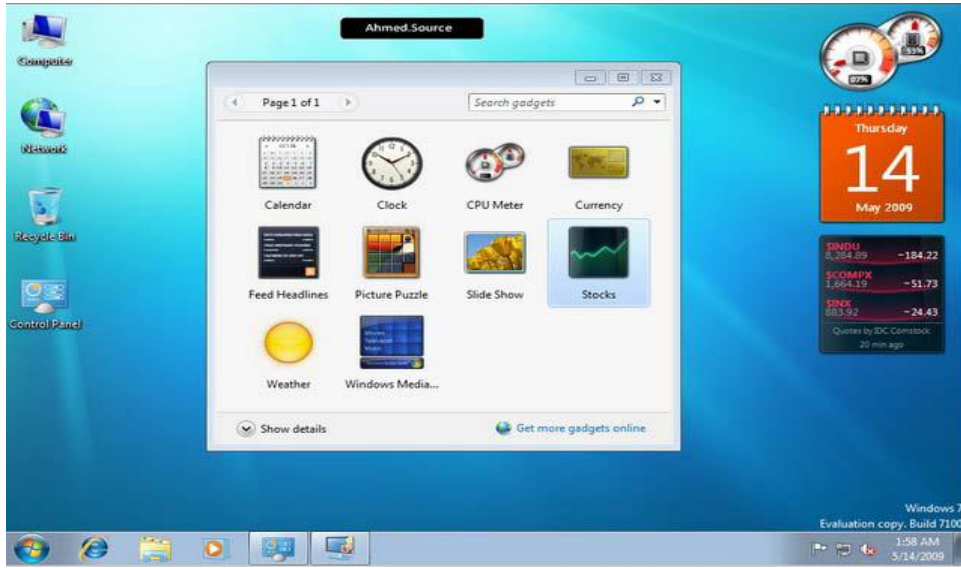 Ahmed.Source
Computer
Network
Recycle Bin
Control Panel
Page 1 of 1
Search gadgets
Calendar
Clock
CPU Meter
Currency
Feed Headlines
Picture Puzzle
Slide Show
Stocks
Weather
Windows Media...
Show details
Get more gadgets online
53%
07%
Thursday
14
May 2009
$INDU
8,284.89 -184.22
$COMPX
1,664.19 -51.73
$INX
883.92 -24.43
Quotes by IDC Comstock
20 min ago
Windows 7
Evaluation copy. Build 7100
1:58 AM
5/14/2009